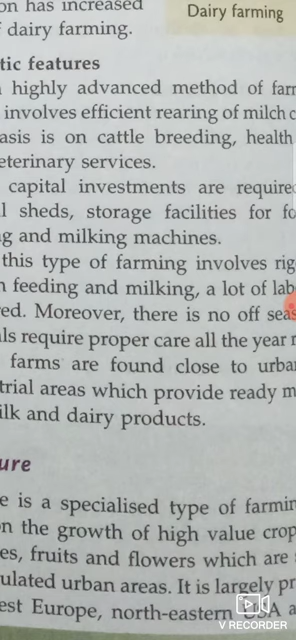 on has increased
Dairy farming
dairy farming.
tic features
highly advanced method of farm
involves efficient rearing of milch c
asis is on cattle breeding, health
eterinary services.
capital investments are require
l sheds, storage facilities for fo
g and milking machines.
this type of farming involves rig
n feeding and milking, a lot of lab
red. Moreover, there is no off seas
ls require proper care all the year r
farms are found close to urba
trial areas which provide ready m
ilk and dairy products.
ure
e is a specialised type of farmin
on the growth of high value crop
es, fruits and flowers which are
ulated urban areas. It is largely pr
est Europe, north-eastern USA a
V RECORDER